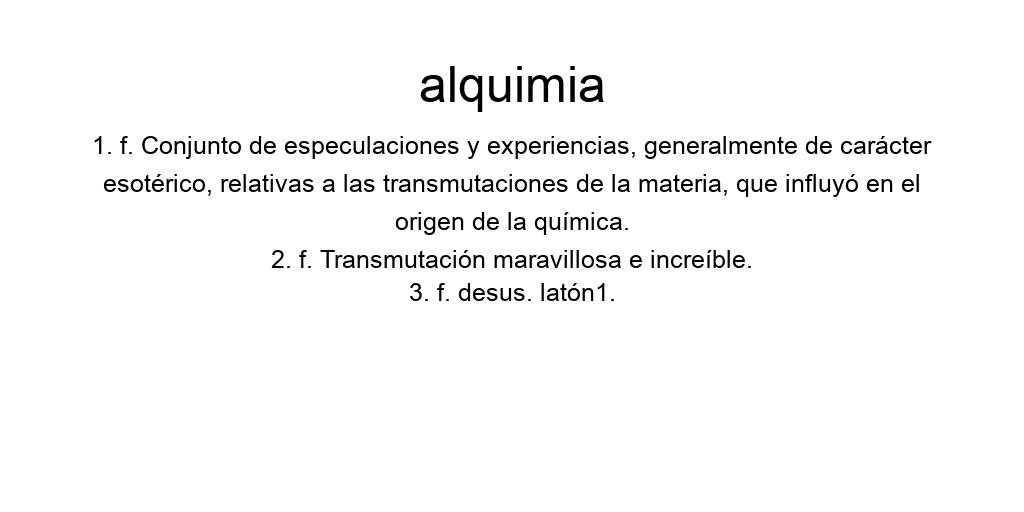 alquimia
1. f. Conjunto de especulaciones y experiencias, generalmente de carácter
esotérico, relativas a las transmutaciones de la materia, que influyó en el
origen de la química.
2. f. Transmutación maravillosa e increíble.
3. f. desus. latón1.